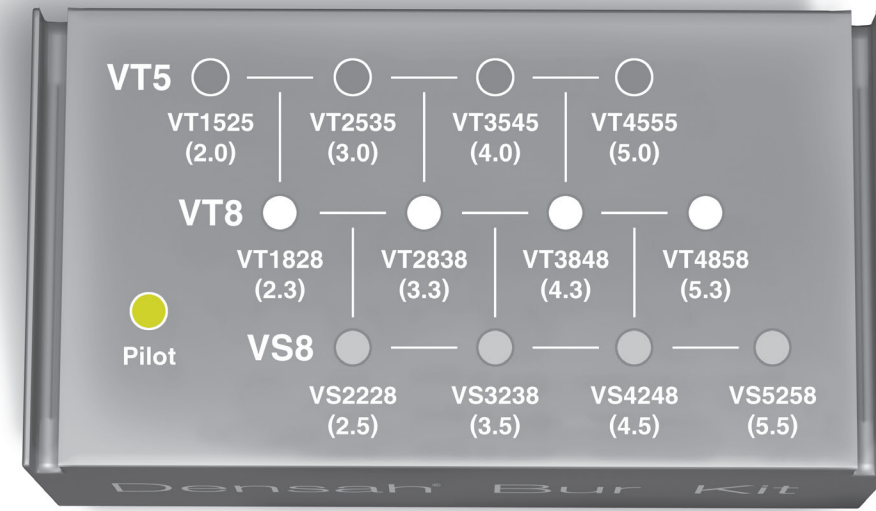 VT5
VT1525 VT2535 VT3545 VT4555
(2.0) (3.0) (4.0) (5.0)
VT8
VT1828 VT2838 VT3848 VT4858
(2.3) (3.3) (4.3) (5.3)
Pilot VS8
VS2228 VS3238 VS4248 VS5258
(2.5) (3.5) (4.5) (5.5)
Densah® Bur Kit